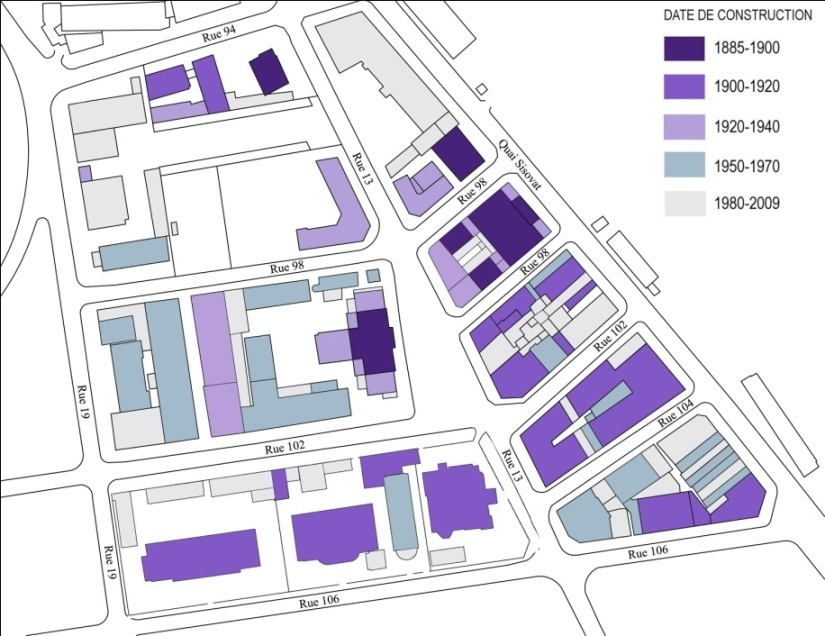 DATE DE CONSTRUCTION
1885-1900
1900-1920
1920-1940
1950-1970
1980-2009
Rue 94
Rue 13
Quai Sisovat
Rue 98
Rue 98
Rue 98
Rue 102
Rue 19
Rue 104
Rue 102
Rue 13
Rue 19
Rue 106
Rue 106